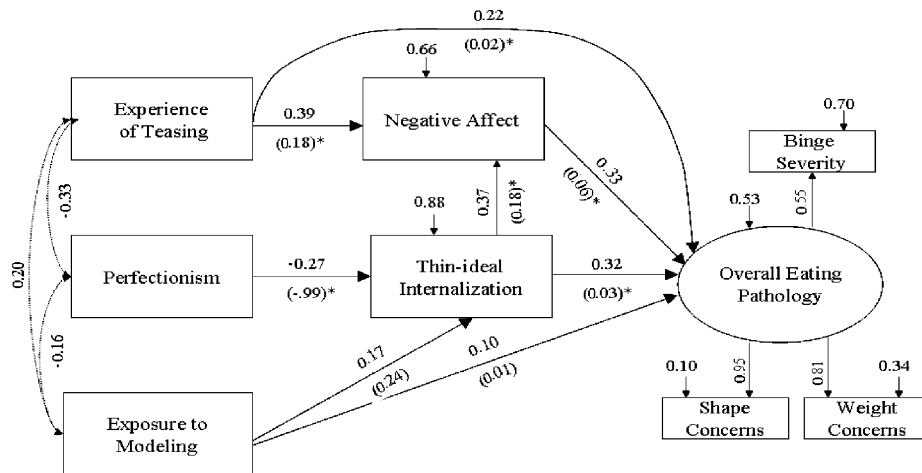 0.22
(0.02)*
0.66
Experience
of Teasing
0.39
(0.18)*
Negative Affect
0.70
Binge
Severity
-0.33
0.88
0.37
(0.18)*
0.33
(0.06)*
0.53
0.55
0.20
Perfectionism
-0.27
(-.99)*
Thin-ideal
Internalization
0.32
(0.03)*
Overall Eating
Pathology
-0.16
0.17
(0.24)
0.10
(0.01)
0.10
0.95
0.81
0.34
Exposure to
Modeling
Shape
Concerns
Weight
Concerns